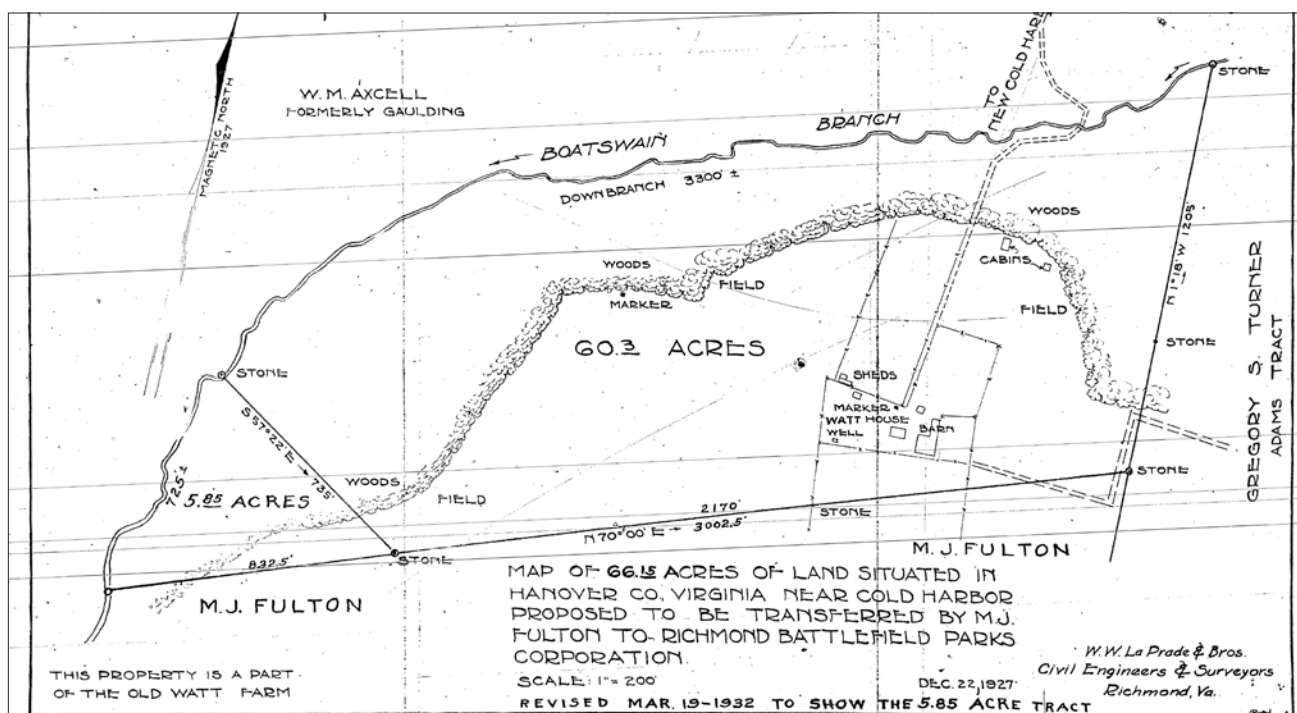 MAGNETIC NORTH
1927
W. M. AXCELL
FORMERLY GAULDING
TO
NEW COLD HAR
STONE
BOATSWAIN BRANCH
DOWN BRANCH 3300' ±
WOODS
WOODS
FIELD
MARKER
CABINS
FIELD
N 1° 18' W 1205'
GREGORY S. TURNER
ADAMS TRACT
60.3 ACRES
STONE
STONE
SHEDS
MARKER
WATT HOUSE
WELL
BARN
S 57° 22' E → 735'
725'±
5.85 ACRES
WOODS
FIELD
STONE
STONE
2170'
N 70° 00' E → 3002.5'
832.5'
STONE
M. J. FULTON
M. J. FULTON
MAP OF 66.15 ACRES OF LAND SITUATED IN
HANOVER CO., VIRGINIA NEAR COLD HARBOR
PROPOSED TO BE TRANSFERRED BY M.J.
FULTON TO RICHMOND BATTLEFIELD PARKS
CORPORATION.
SCALE: 1" = 200'
DEC. 22, 1927
REVISED MAR. 19-1932 TO SHOW THE 5.85 ACRE TRACT
THIS PROPERTY IS A PART
OF THE OLD WATT FARM
W. W. La Prade & Bros.
Civil Engineers & Surveyors
Richmond, Va.